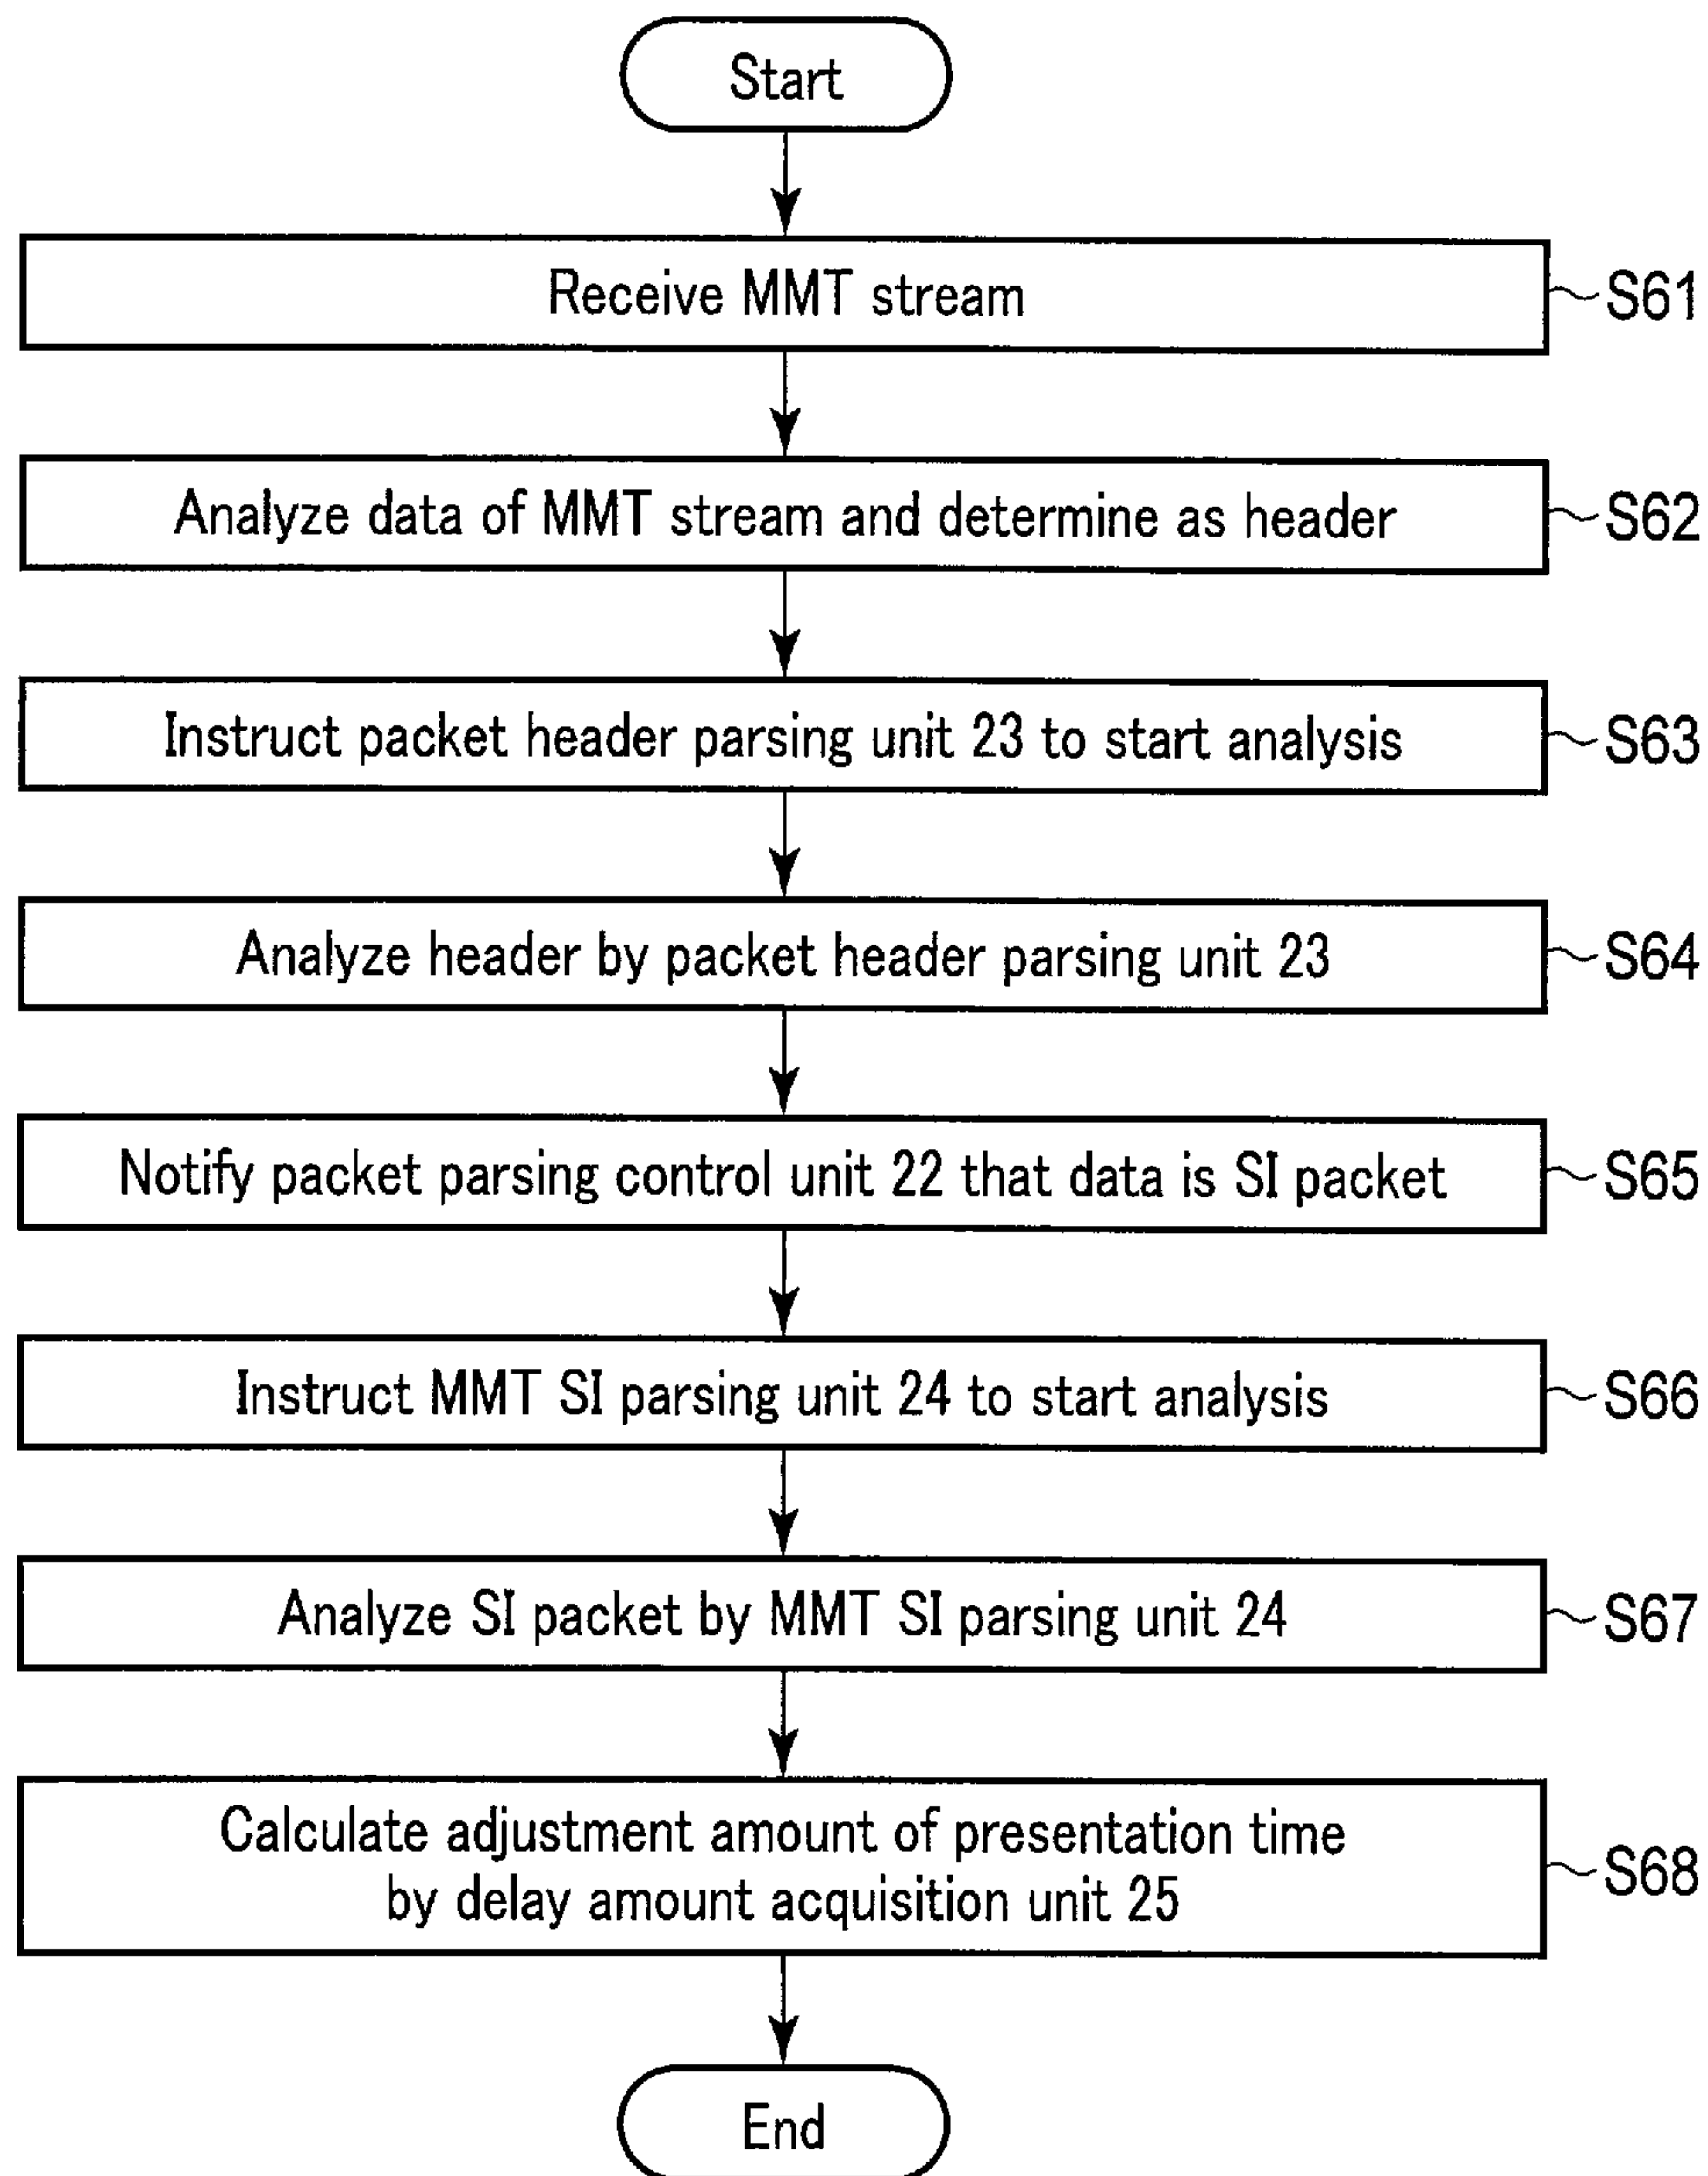 Start
Receive MMT stream
S61
Analyze data of MMT stream and determine as header
S62
Instruct packet header parsing unit 23 to start analysis
S63
Analyze header by packet header parsing unit 23
S64
Notify packet parsing control unit 22 that data is SI packet
S65
Instruct MMT SI parsing unit 24 to start analysis
S66
Analyze SI packet by MMT SI parsing unit 24
S67
Calculate adjustment amount of presentation time
by delay amount acquisition unit 25
S68
End